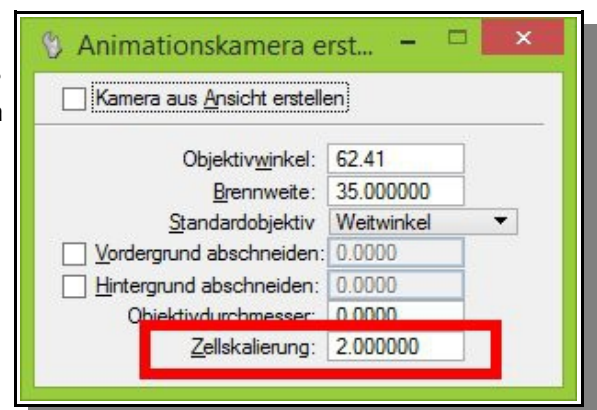 Animationskamera erst...
Kamera aus Ansicht erstellen
Objektivwinkel: 62.41
Brennweite: 35.000000
Standardobjektiv Weitwinkel
Vordergrund abschneiden: 0.0000
Hintergrund abschneiden: 0.0000
Objektivdurchmesser: 0.0000
Zellskalierung: 2.000000